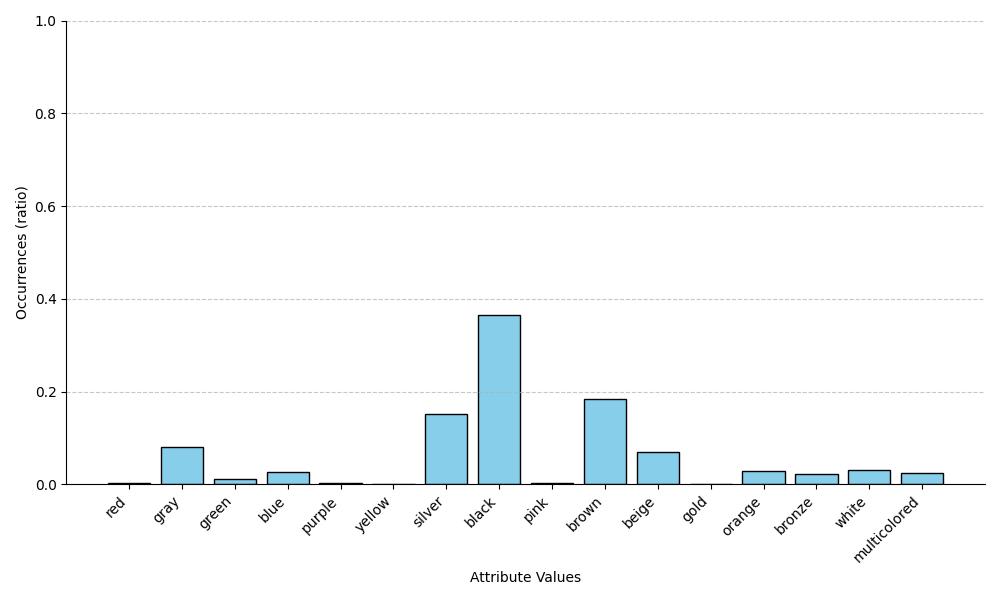 1.0
0.8
0.6
0.4
0.2
0.0
Occurrences (ratio)
red
gray
green
blue
purple
yellow
silver
black
pink
brown
beige
gold
orange
bronze
white
multicolored
Attribute Values